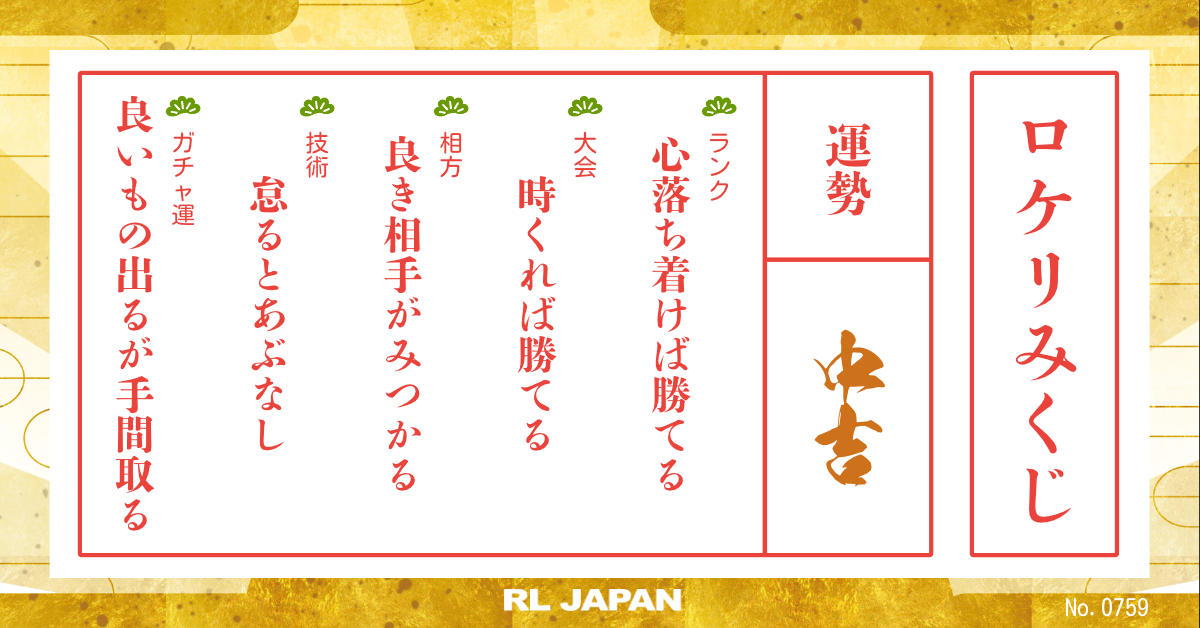 ロケリみくじ
運勢
中吉
ランク
心落ち着けば勝てる
大会
時くれば勝てる
相方
良き相手がみつかる
技術
怠るとあぶなし
ガチャ運
良いもの出るが手間取る
RL JAPAN
No. 0759